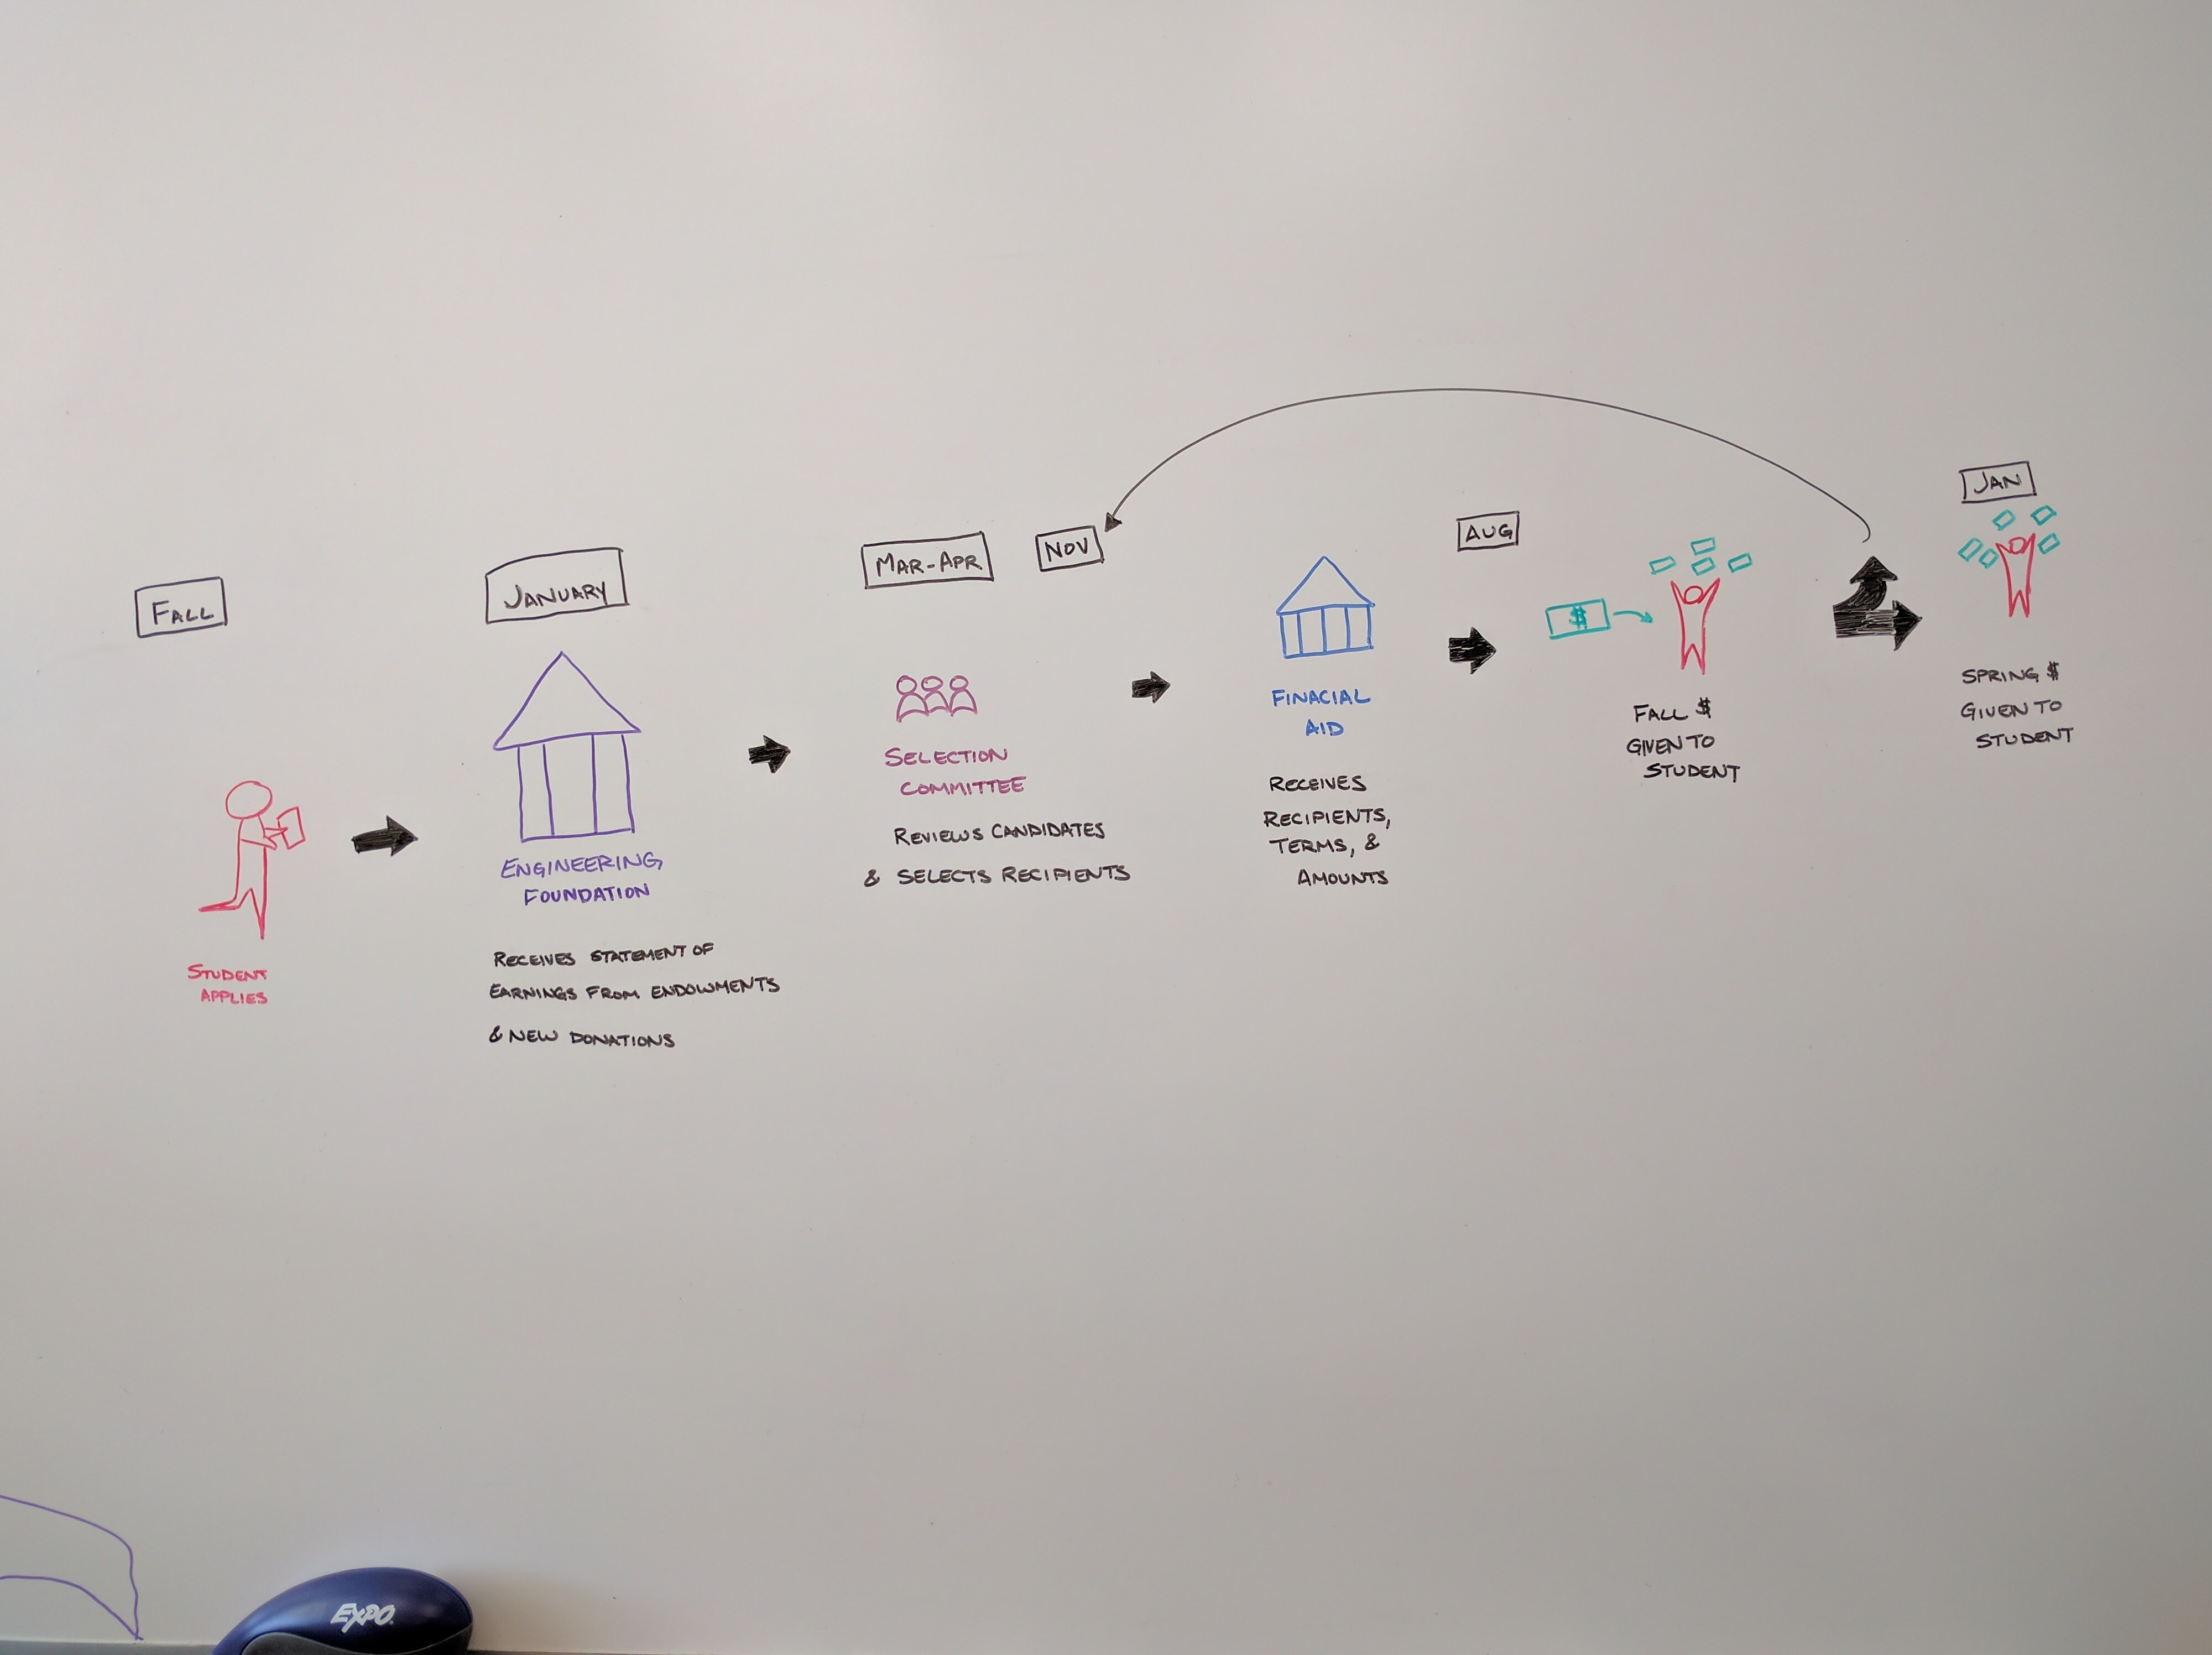 FALL
STUDENT
APPLIES
JANUARY
ENGINEERING
FOUNDATION
RECEIVES STATEMENT OF
EARNINGS FROM ENDOWMENTS
& NEW DONATIONS
MAR-APR
NOV
SELECTION
COMMITTEE
REVIEWS CANDIDATES
& SELECTS RECIPIENTS
FINACIAL
AID
RECEIVES
RECIPIENTS,
TERMS, &
AMOUNTS
AUG
$
FALL $
GIVEN TO
STUDENT
JAN
SPRING $
GIVEN TO
STUDENT
EXPO